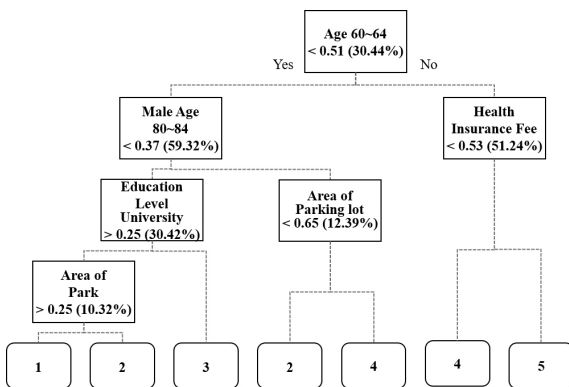 Age 60~64
< 0.51 (30.44%)
Yes
No
Male Age
80~84
< 0.37 (59.32%)
Health
Insurance Fee
< 0.53 (51.24%)
Education
Level
University
> 0.25 (30.42%)
Area of
Parking lot
< 0.65 (12.39%)
Area of
Park
> 0.25 (10.32%)
1
2
3
2
4
4
5